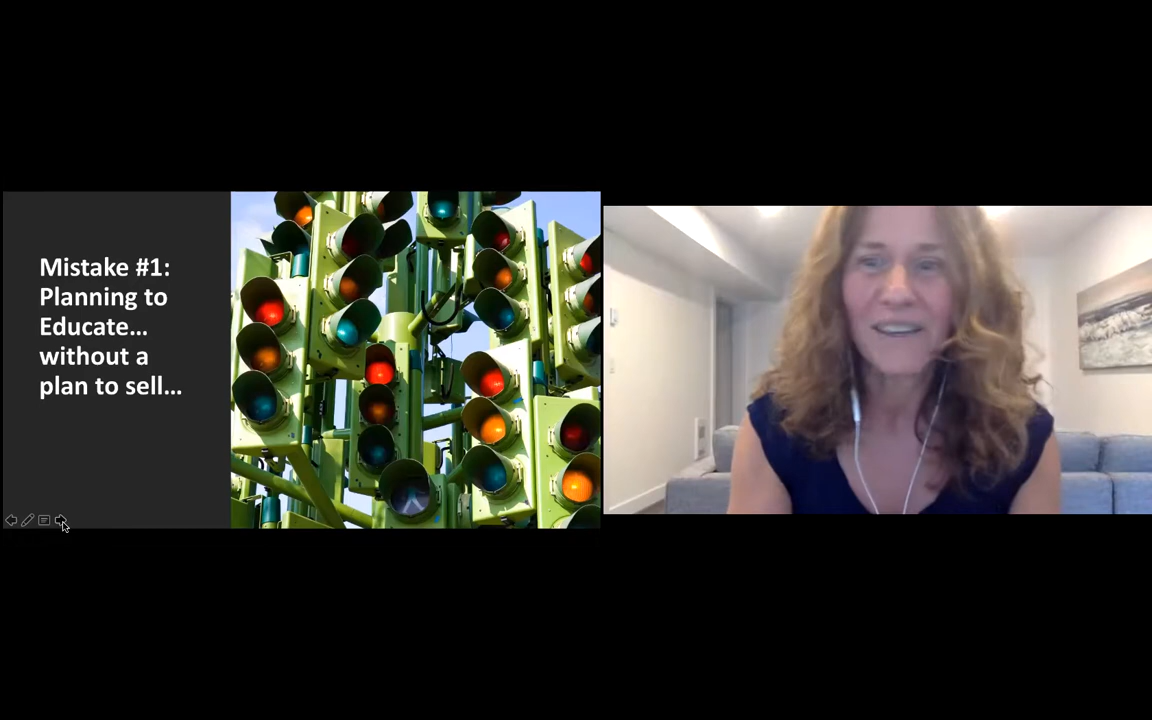 Mistake #1:
Planning to
Educate...
without a
plan to sell...